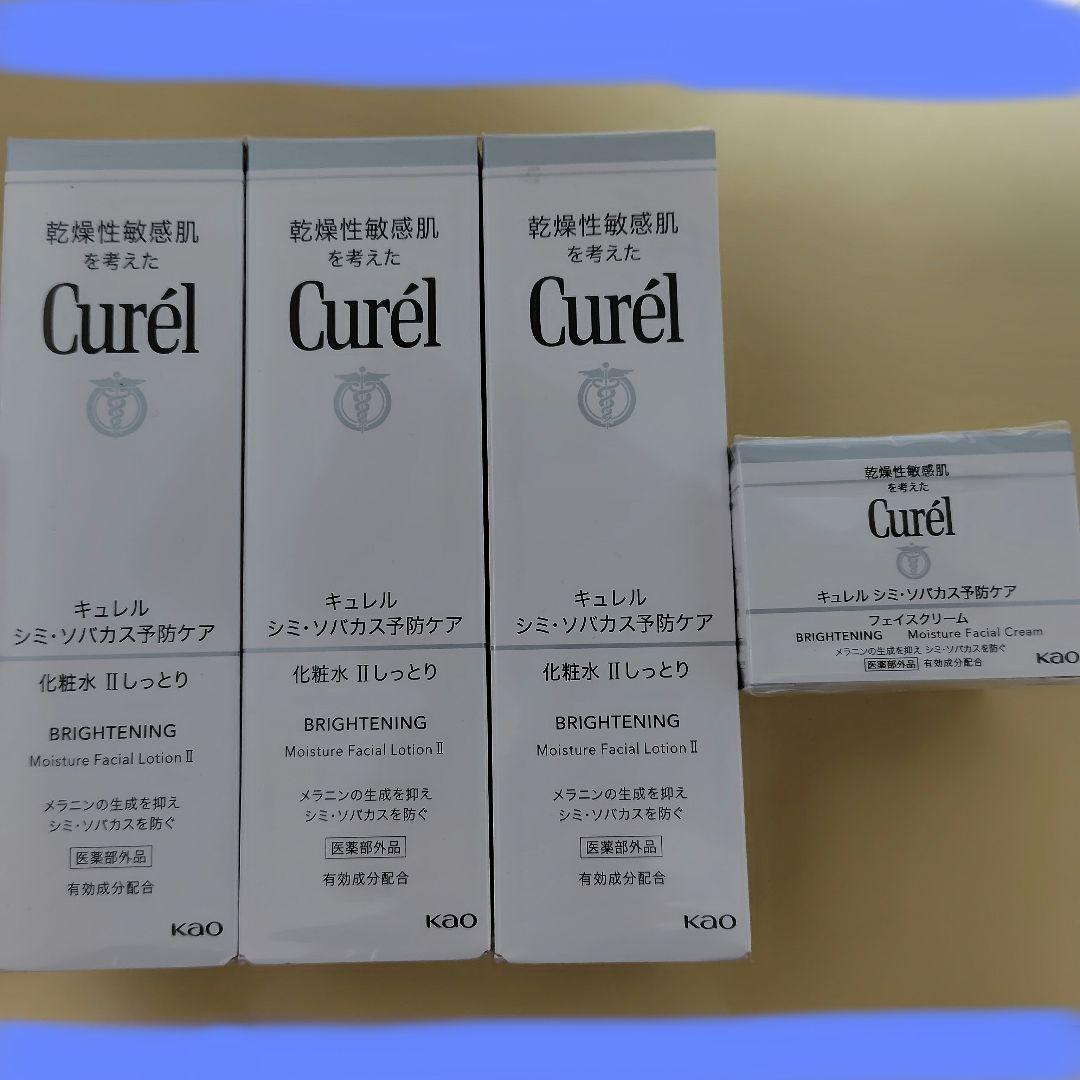 乾燥性敏感肌
を考えた
Curél
キュレル
シミ・ソバカス予防ケア
化粧水 IIしっとり
BRIGHTENING
Moisture Facial Lotion II
メラニンの生成を抑え
シミ・ソバカスを防ぐ
医薬部外品
有効成分配合
Kao
乾燥性敏感肌
を考えた
Curél
キュレル
シミ・ソバカス予防ケア
化粧水 IIしっとり
BRIGHTENING
Moisture Facial Lotion II
メラニンの生成を抑え
シミ・ソバカスを防ぐ
医薬部外品
有効成分配合
Kao
乾燥性敏感肌
を考えた
Curél
キュレル
シミ・ソバカス予防ケア
化粧水 IIしっとり
BRIGHTENING
Moisture Facial Lotion II
メラニンの生成を抑え
シミ・ソバカスを防ぐ
医薬部外品
有効成分配合
Kao
乾燥性敏感肌
を考えた
Curél
キュレル シミ・ソバカス予防ケア
フェイスクリーム
BRIGHTENING Moisture Facial Cream
メラニンの生成を抑え シミ・ソバカスを防ぐ
医薬部外品 有効成分配合
Kao